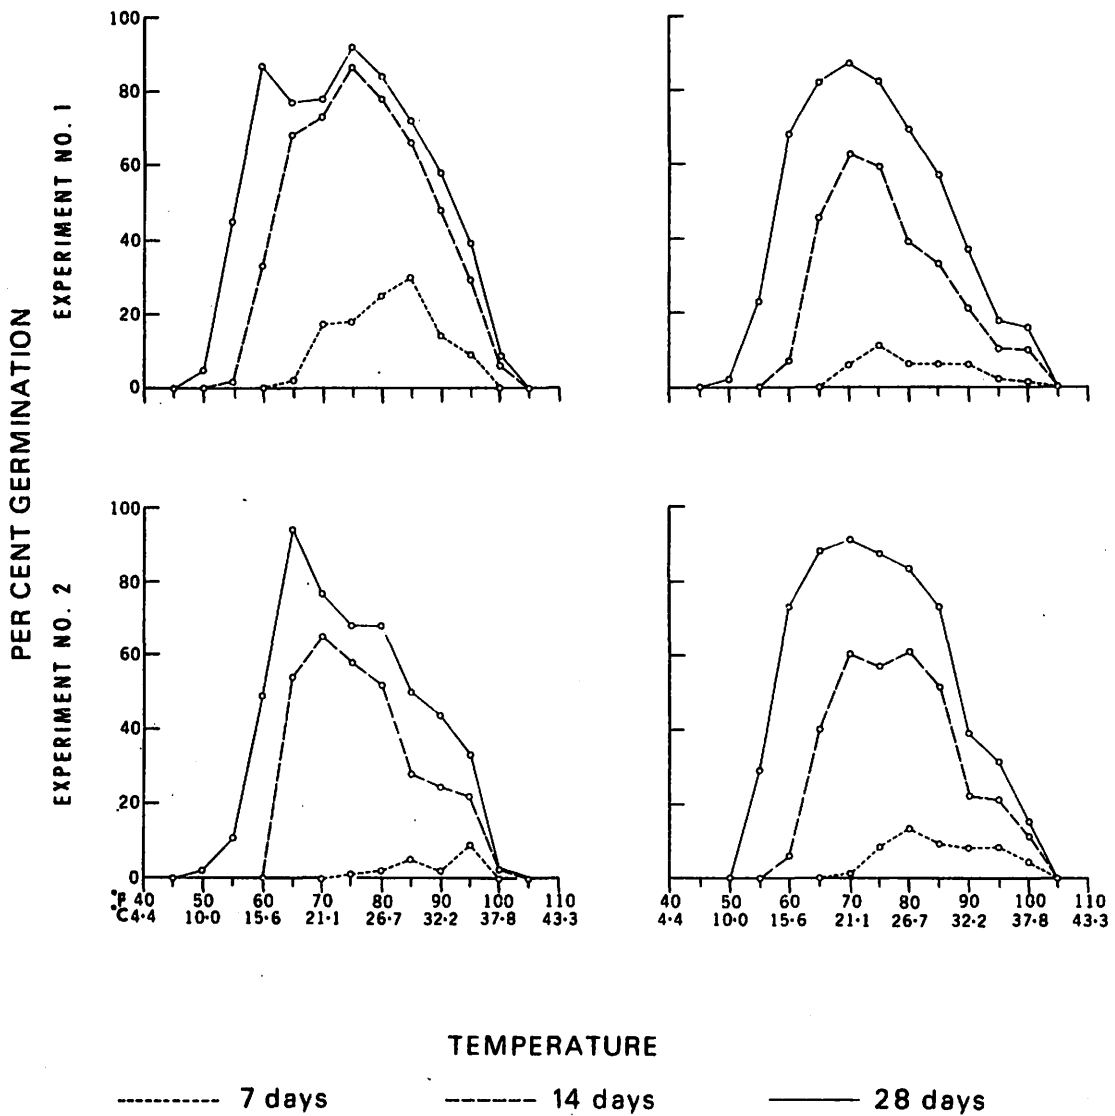 PER CENT GERMINATION
EXPERIMENT NO. 1
100
80
60
40
20
0
EXPERIMENT NO. 2
100
80
60
40
20
0
°F 40 50 60 70 80 90 100 110
°C 4·4 10·0 15·6 21·1 26·7 32·2 37·8 43·3
40 50 60 70 80 90 100 110
4·4 10·0 15·6 21·1 26·7 32·2 37·8 43·3
TEMPERATURE
7 days 14 days 28 days